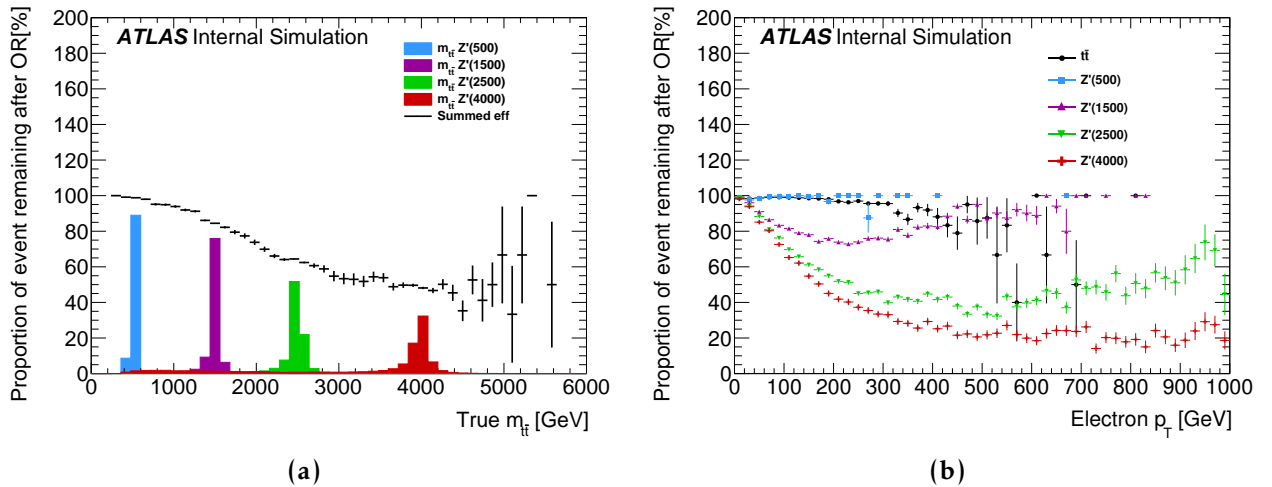 Proportion of event remaining after OR[%]
200
180
160
140
120
100
80
60
40
20
0
ATLAS Internal Simulation
m_tt̄ Z'(500)
m_tt̄ Z'(1500)
m_tt̄ Z'(2500)
m_tt̄ Z'(4000)
Summed eff
0 1000 2000 3000 4000 5000 6000
True m_tt̄ [GeV]
(a)
Proportion of event remaining after OR[%]
200
180
160
140
120
100
80
60
40
20
0
ATLAS Internal Simulation
tt̄
Z'(500)
Z'(1500)
Z'(2500)
Z'(4000)
0 100 200 300 400 500 600 700 800 900 1000
Electron p_T [GeV]
(b)